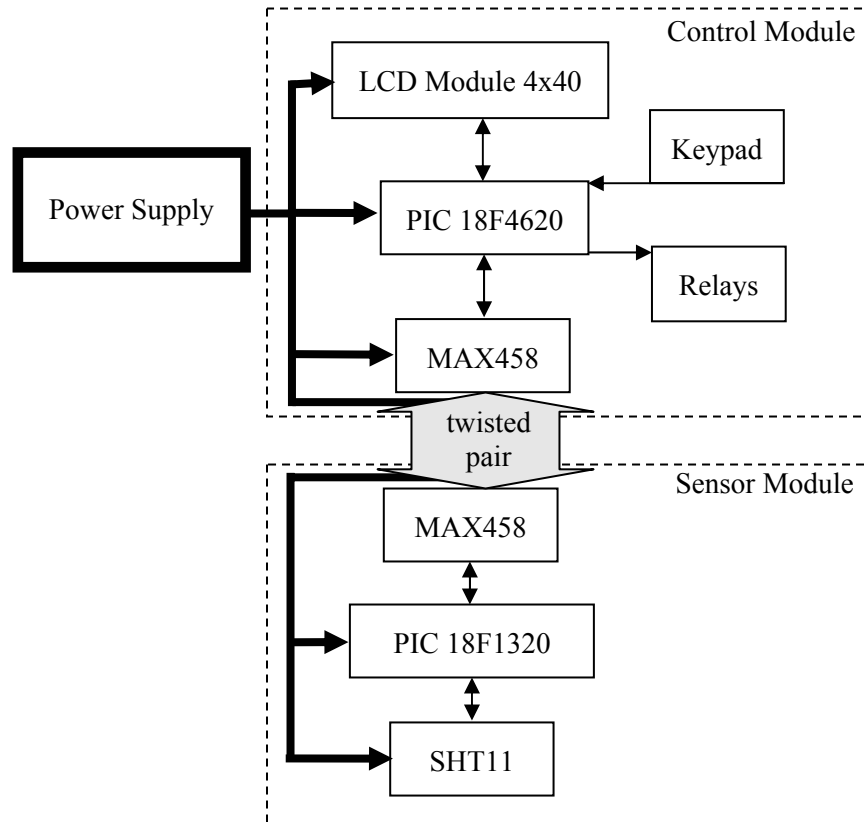 Control Module
LCD Module 4x40
Keypad
Power Supply
PIC 18F4620
Relays
MAX458
twisted
pair
Sensor Module
MAX458
PIC 18F1320
SHT11